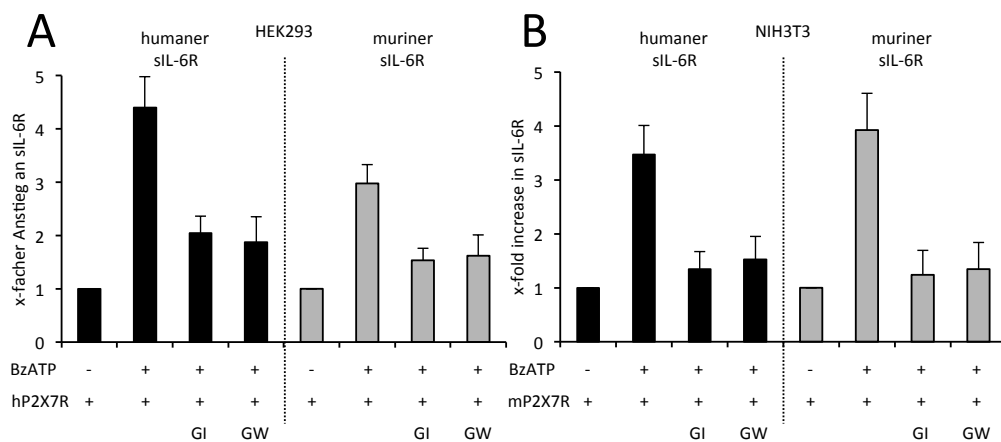 A
humaner
sIL-6R
HEK293
muriner
sIL-6R
x-facher Anstieg an sIL-6R
5
4
3
2
1
0
BzATP - + + + - + + +
hP2X7R + + + + + + + +
GI GW GI GW
B
humaner
sIL-6R
NIH3T3
muriner
sIL-6R
x-fold increase in sIL-6R
5
4
3
2
1
0
BzATP - + + + - + + +
mP2X7R + + + + + + + +
GI GW GI GW